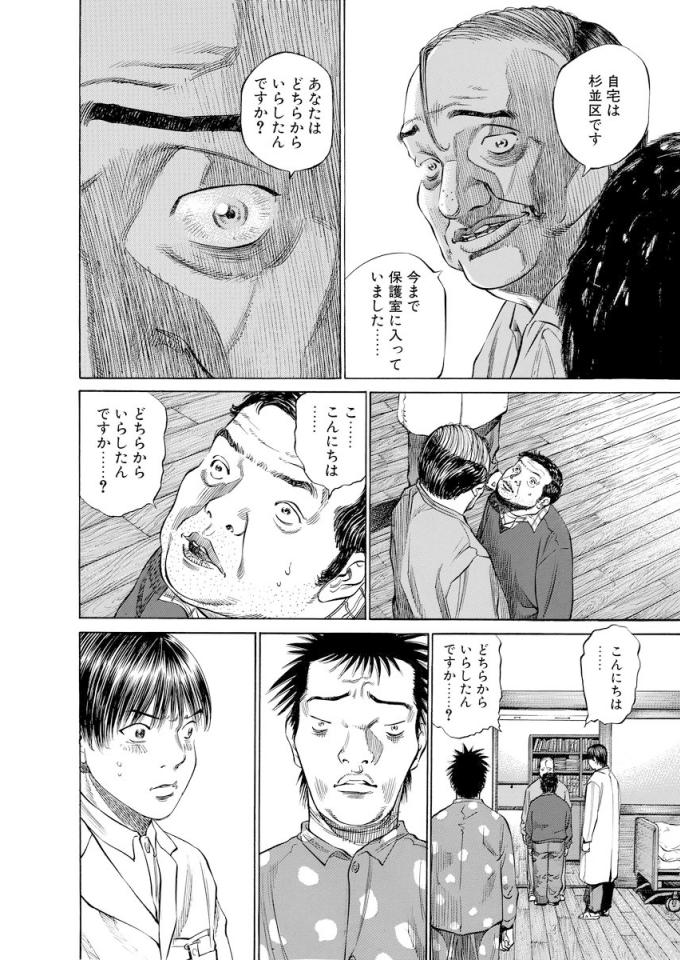 自宅は
杉並区です
今まで
保護室に入って
いました……
あなたは
どちらから
いらしたん
ですか？
こ……
こんにちは
……
どちらから
いらしたん
ですか……？
こんにちは
……
どちらから
いらしたん
ですか……？